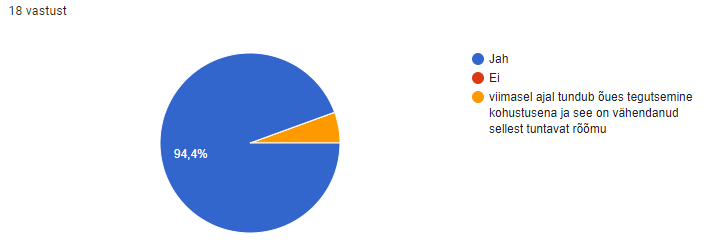 18 vastust
Jah
Ei
viimasel ajal tundub õues tegutsemine
kohustusena ja see on vähendanud
sellest tuntavat rõõmu
94,4%